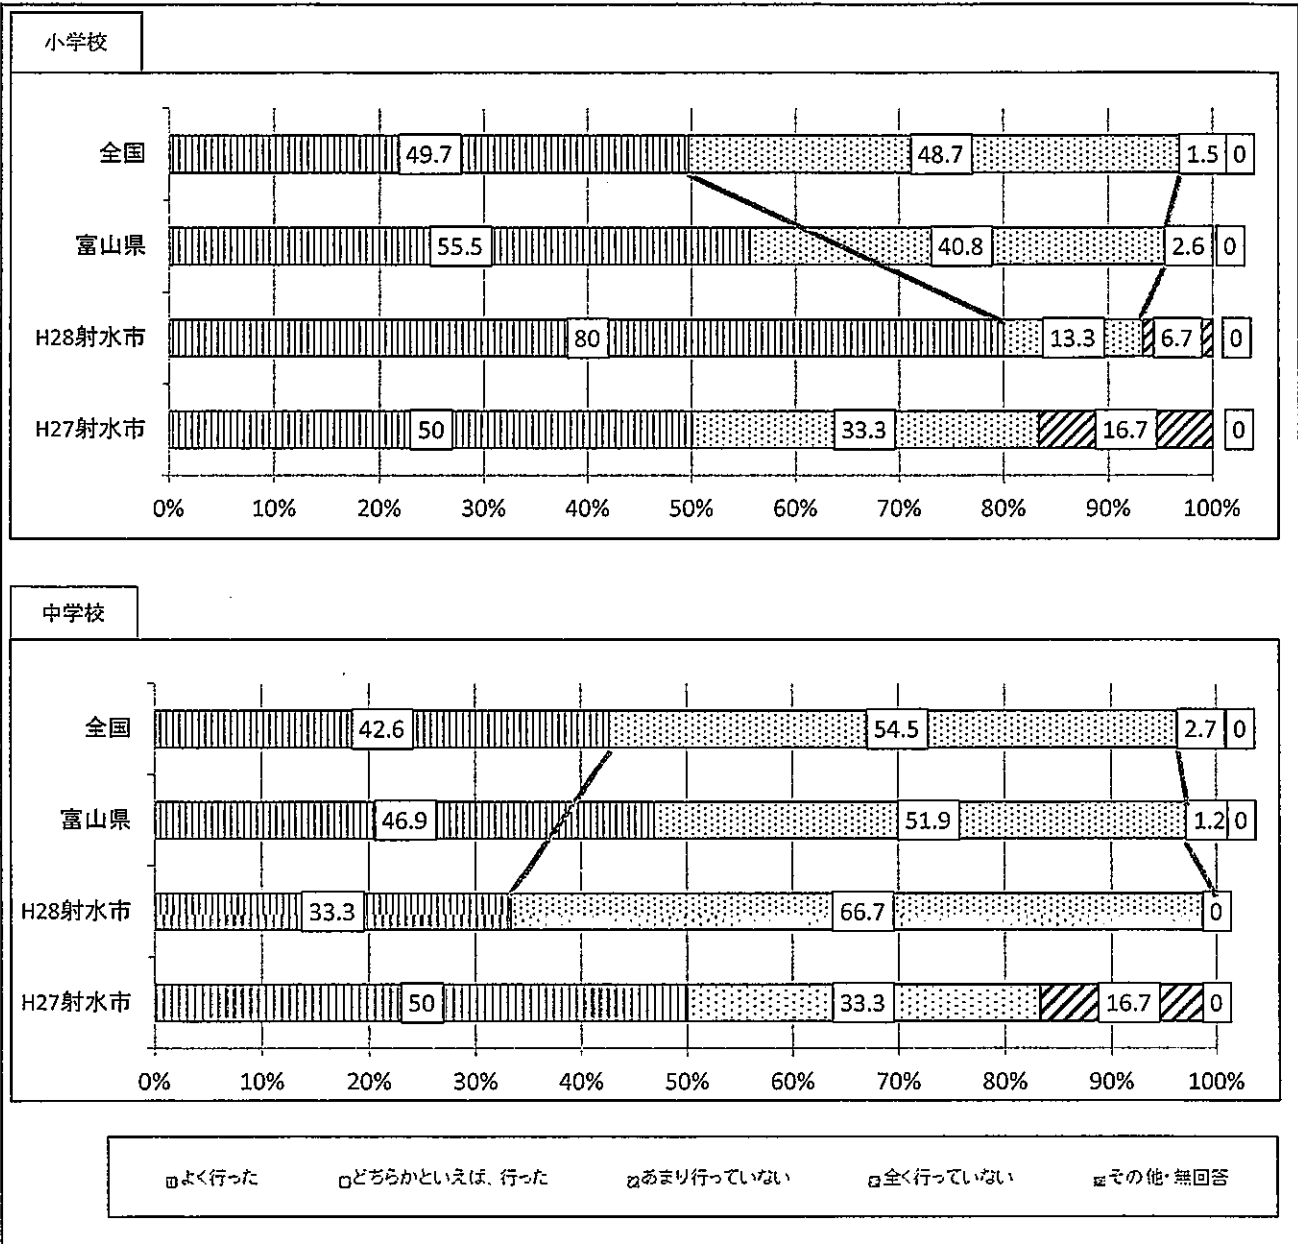 小学校
全国 49.7 48.7 1.5 0
富山県 55.5 40.8 2.6 0
H28射水市 80 13.3 6.7 0
H27射水市 50 33.3 16.7 0
0% 10% 20% 30% 40% 50% 60% 70% 80% 90% 100%
中学校
全国 42.6 54.5 2.7 0
富山県 46.9 51.9 1.2 0
H28射水市 33.3 66.7 0
H27射水市 50 33.3 16.7 0
0% 10% 20% 30% 40% 50% 60% 70% 80% 90% 100%
よく行った どちらかといえば、行った あまり行っていない 全く行っていない その他・無回答